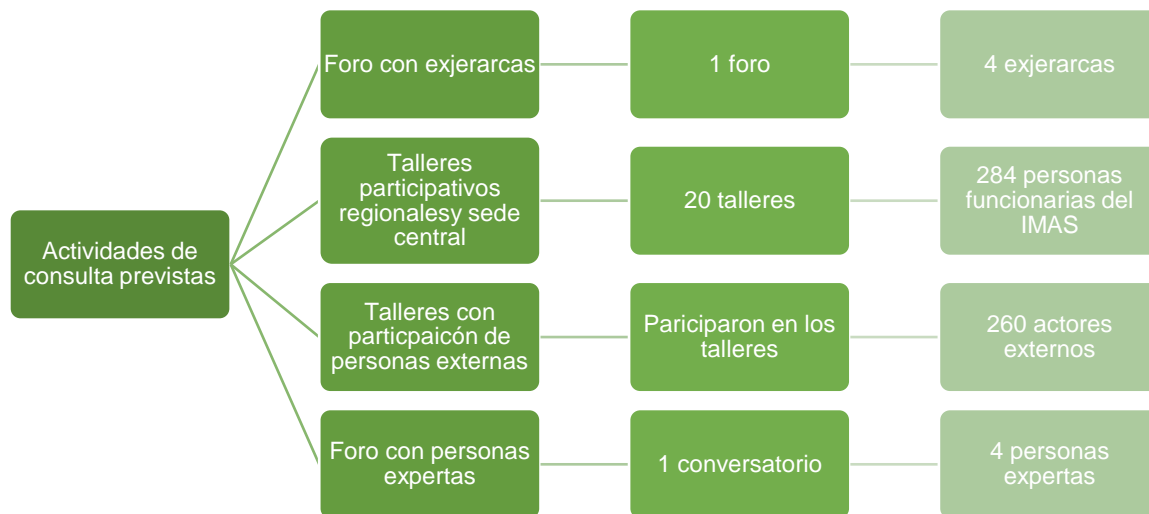 Foro con exjerarcas
1 foro
4 exjerarcas
Talleres
participativos
regionalesy sede
central
20 talleres
284 personas
funcionarias del
IMAS
Actividades de
consulta previstas
Talleres con
particpaicón de
personas externas
Pariciparon en los
talleres
260 actores
externos
Foro con personas
expertas
1 conversatorio
4 personas
expertas